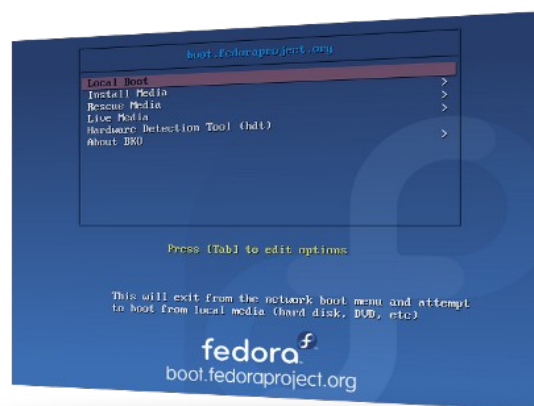 boot.fedoraproject.org
Local Boot >
Install Media >
Rescue Media >
Live Media
Hardware Detection Tool (hdt)
About BKO >
Press [Tab] to edit options
This will exit from the network boot menu and attempt
to boot from local media (hard disk, DVD, etc)
fedora
boot.fedoraproject.org